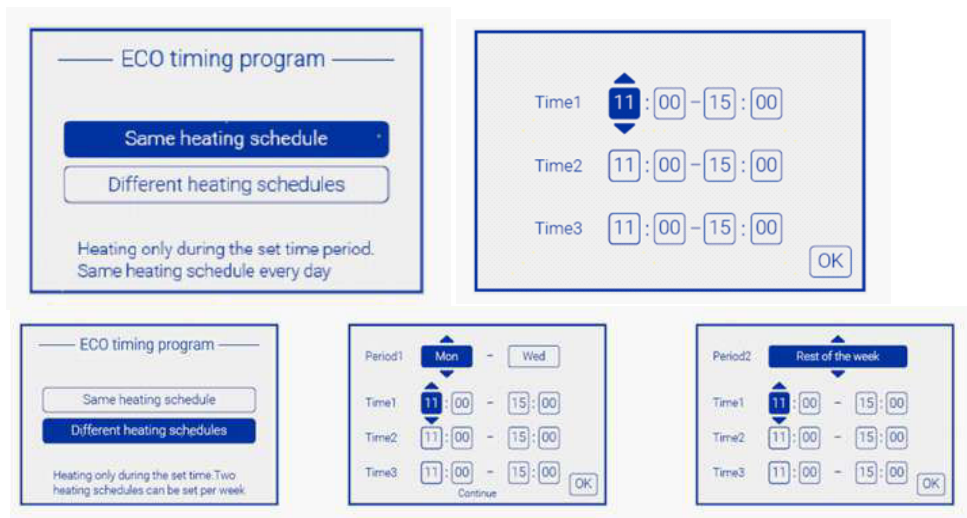 ECO timing program
Same heating schedule
Different heating schedules
Heating only during the set time period.
Same heating schedule every day
Time1 11 : 00 - 15 : 00
Time2 11 : 00 - 15 : 00
Time3 11 : 00 - 15 : 00
OK
ECO timing program
Same heating schedule
Different heating schedules
Heating only during the set time.Two
heating schedules can be set per week
Period1 Mon - Wed
Time1 11 : 00 - 15 : 00
Time2 11 : 00 - 15 : 00
Time3 11 : 00 - 15 : 00
Continue
OK
Period2 Rest of the week
Time1 11 : 00 - 15 : 00
Time2 11 : 00 - 15 : 00
Time3 11 : 00 - 15 : 00
OK